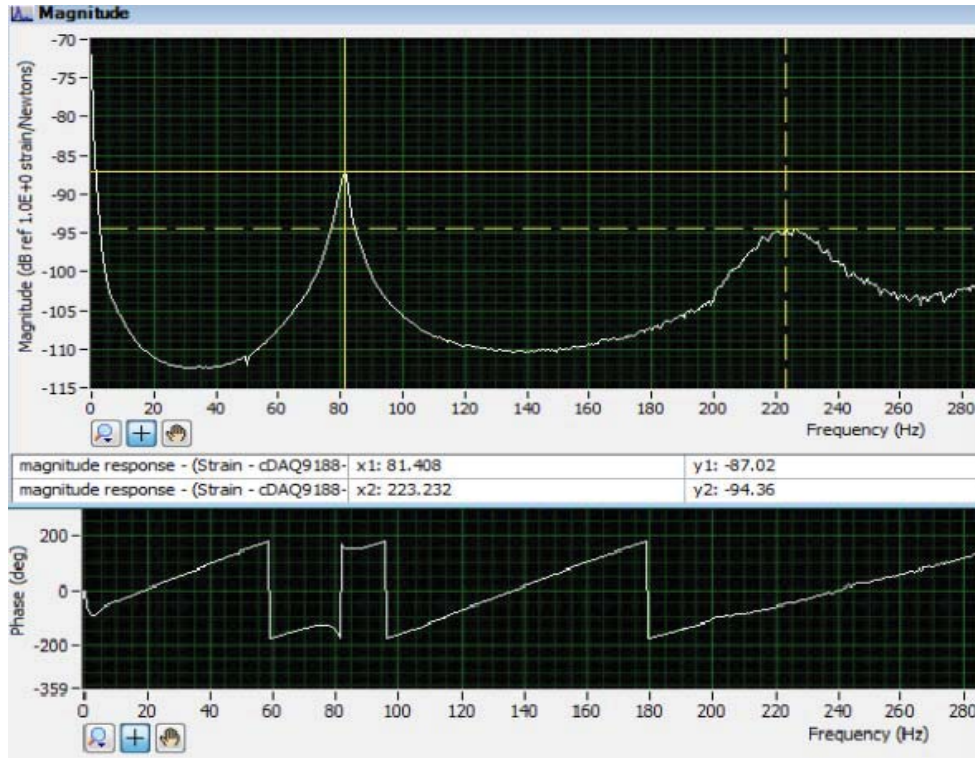 Magnitude
-70
-75
-80
-85
-90
-95
-100
-105
-110
-115
Magnitude (dB ref 1.0E+0 strain/Newtons)
0 20 40 60 80 100 120 140 160 180 200 220 240 260 280
Frequency (Hz)
magnitude response - (Strain - cDAQ9188- x1: 81.408 y1: -87.02
magnitude response - (Strain - cDAQ9188- x2: 223.232 y2: -94.36
200
0
-200
-359
Phase (deg)
0 20 40 60 80 100 120 140 160 180 200 220 240 260 280
Frequency (Hz)